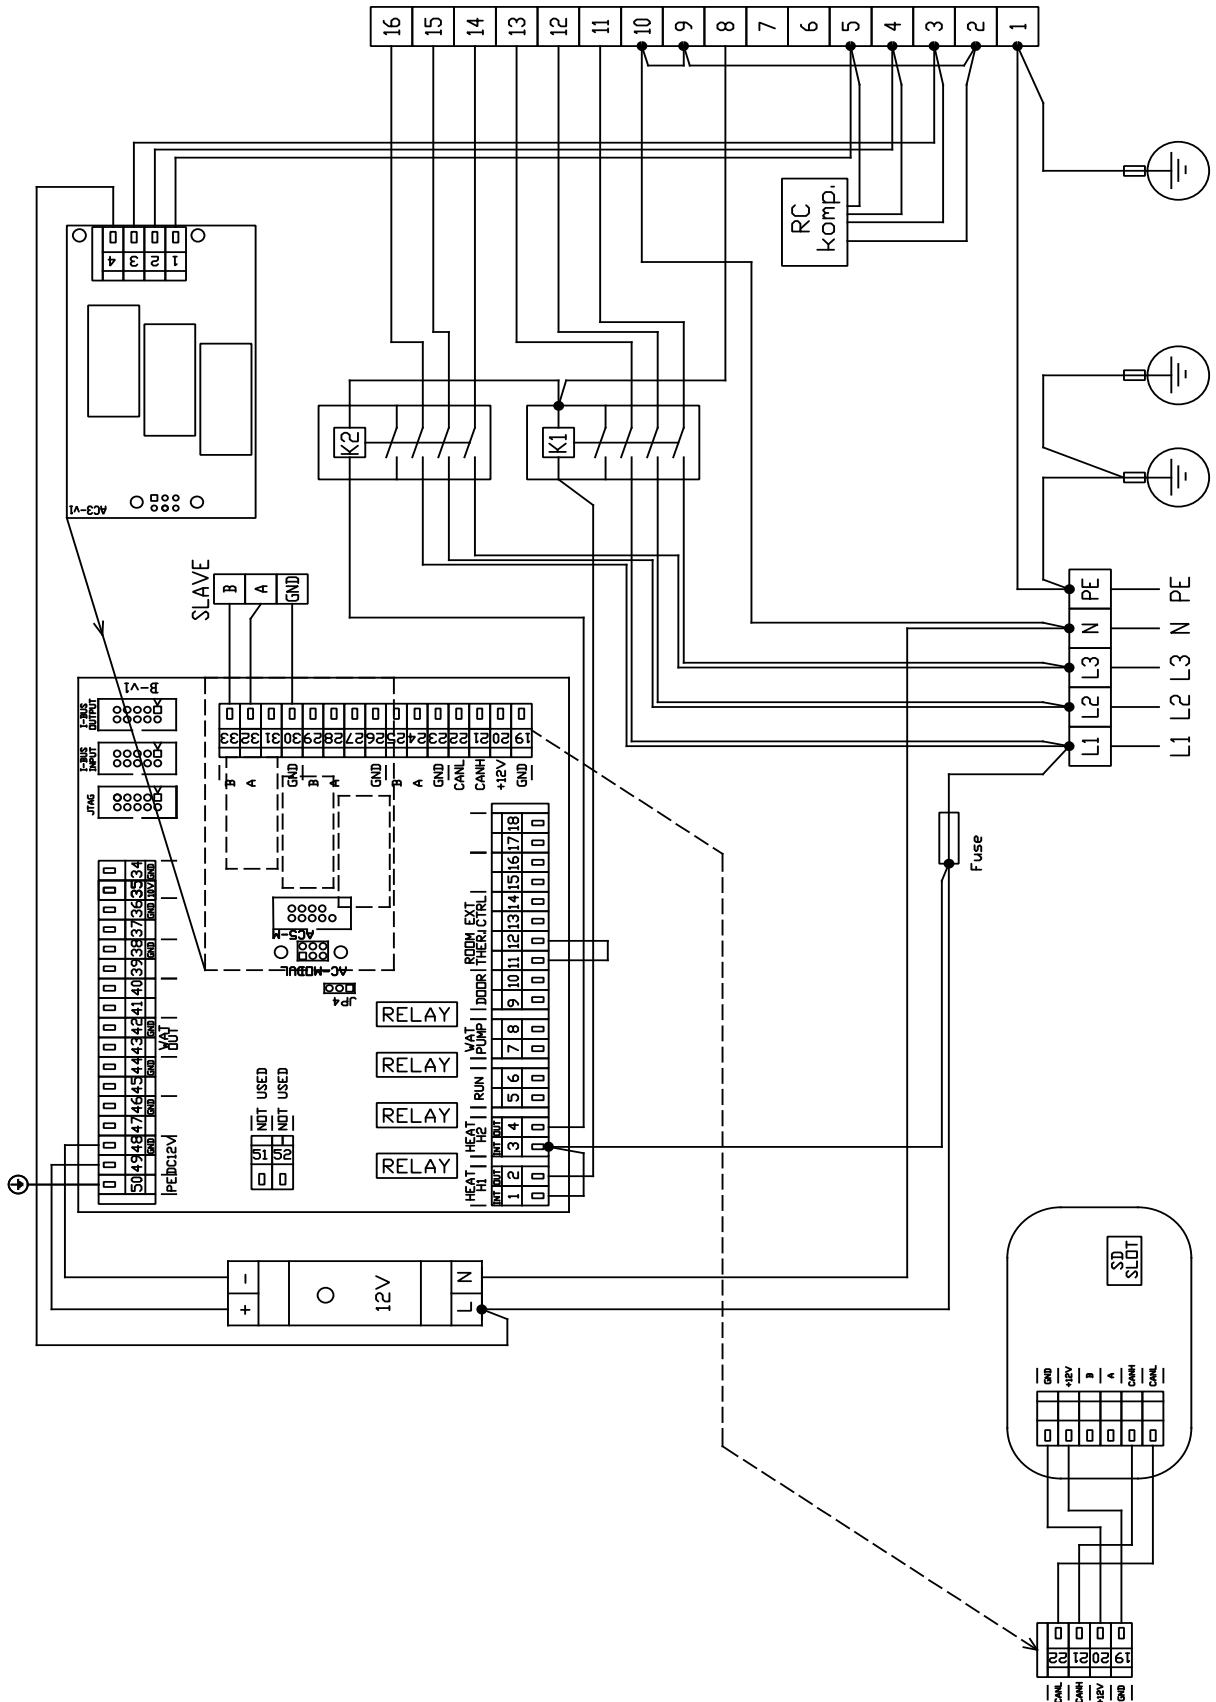 16 15 14 13 12 11 10 9 8 7 6 5 4 3 2 1
RC
komp.
4 3 2 1
AC3-v1
K2
K1
SLAVE
B
A
GND
PE
N
L3
L2
L1
PE
N
L3
L2
L1
B-v1
I-BUS
OUTPUT
I-BUS
INPUT
JTAG
33 32 31 30 29 28 27 26 25 24 23 22 21 20 19
B
A
GND
B
A
GND
B
A
GND
CANL
CANH
+12V
GND
34 GND
35 10V
36 GND
37
38 GND
39
40
41
42 GND
43
44 GND
45
46 GND
47
48 GND
49
50
WAT
OUT
DC12V
PE
AC5-M
AC-MODUL
JP4
RELAY
RELAY
RELAY
RELAY
NOT USED
NOT USED
51 52
18
17
16
15
14
13
12
11
10
9
8
7
6
5
4 OUT
3 INT
2 OUT
1 INT
EXT
CTRL
ROOM
THER.
DOOR
WAT
PUMP
RUN
HEAT
H2
HEAT
H1
Fuse
12V
- +
N
L
SD
SLOT
GND
+12V
B
A
CANH
CANL
22 21 20 19
CANL
CANH
+12V
GND